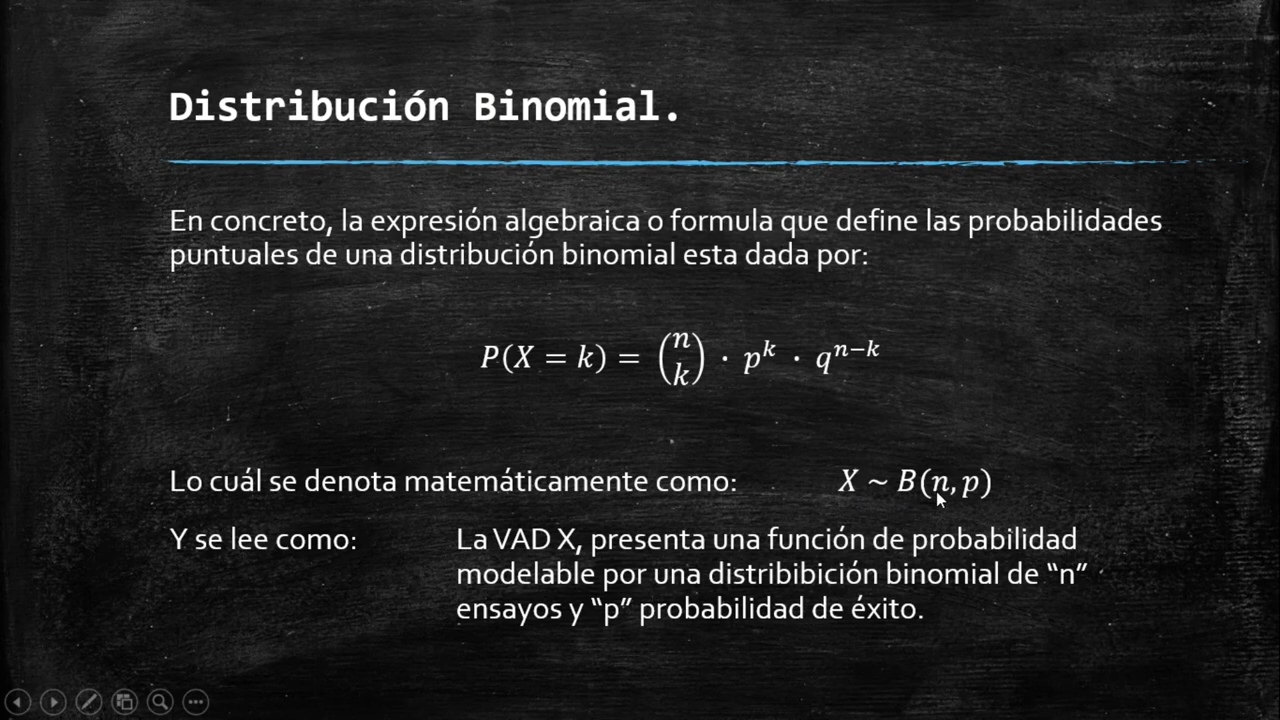 Distribución Binomial.
En concreto, la expresión algebraica o formula que define las probabilidades
puntuales de una distribución binomial esta dada por:
P(X = k) = (n k) · p^k · q^{n−k}
Lo cuál se denota matemáticamente como: X ~ B(n, p)
Y se lee como: La VAD X, presenta una función de probabilidad
modelable por una distribibición binomial de “n”
ensayos y “p” probabilidad de éxito.